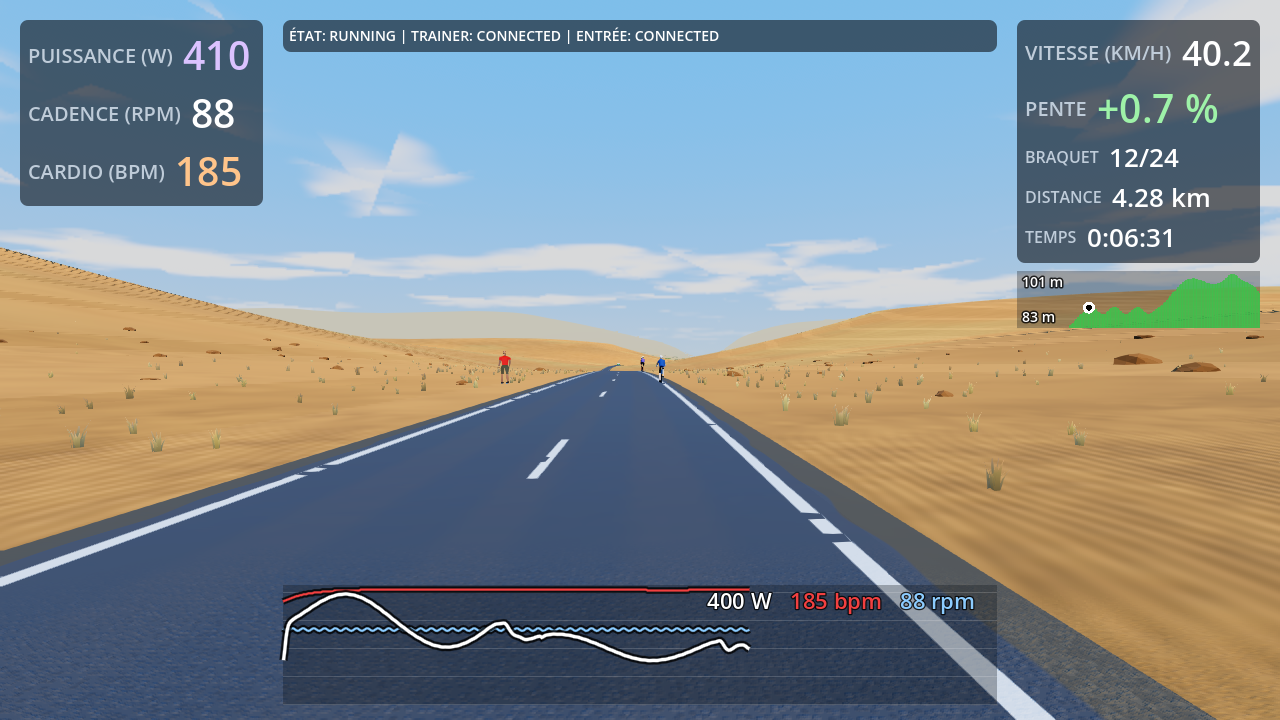 PUISSANCE (W) 410
CADENCE (RPM) 88
CARDIO (BPM) 185
ÉTAT: RUNNING | TRAINER: CONNECTED | ENTRÉE: CONNECTED
VITESSE (KM/H) 40.2
PENTE +0.7 %
BRAQUET 12/24
DISTANCE 4.28 km
TEMPS 0:06:31
101 m
83 m
400 W 185 bpm 88 rpm